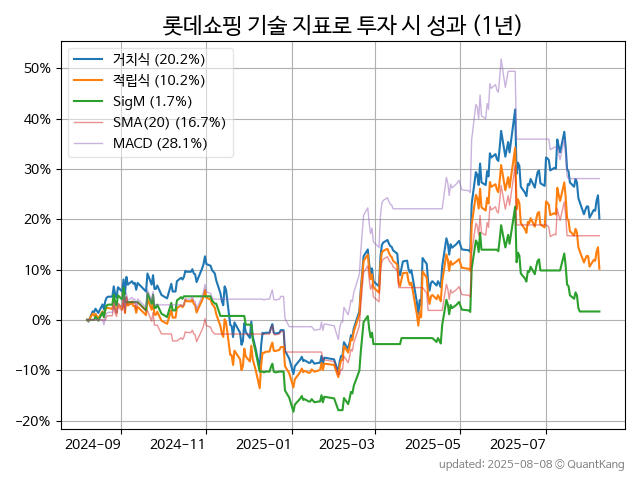 롯데쇼핑 기술 지표로 투자 시 성과 (1년)
거치식 (20.2%)
적립식 (10.2%)
SigM (1.7%)
SMA(20) (16.7%)
MACD (28.1%)
50%
40%
30%
20%
10%
0%
−10%
−20%
2024-09 2024-11 2025-01 2025-03 2025-05 2025-07
updated: 2025-08-08 © QuantKang